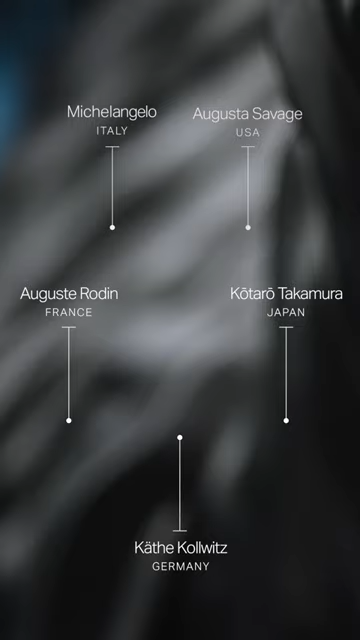 Michelangelo
ITALY
Augusta Savage
USA
Auguste Rodin
FRANCE
Kōtarō Takamura
JAPAN
Käthe Kollwitz
GERMANY